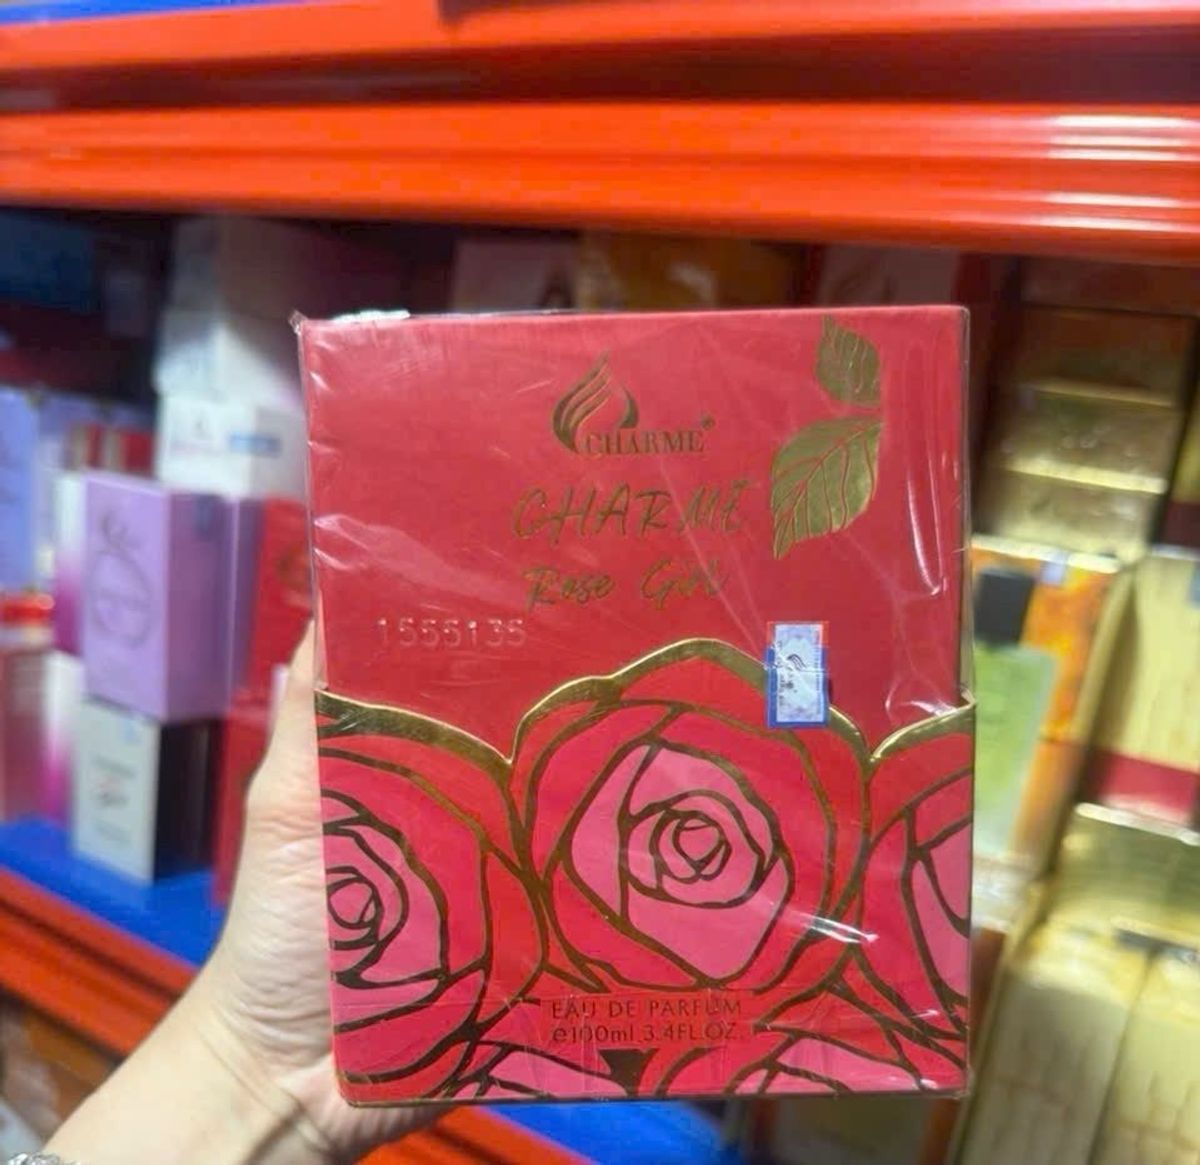 CHARME®
CHARME
Rose Girl
1555135
EAU DE PARFUM
e100ml 3.4FL.OZ.